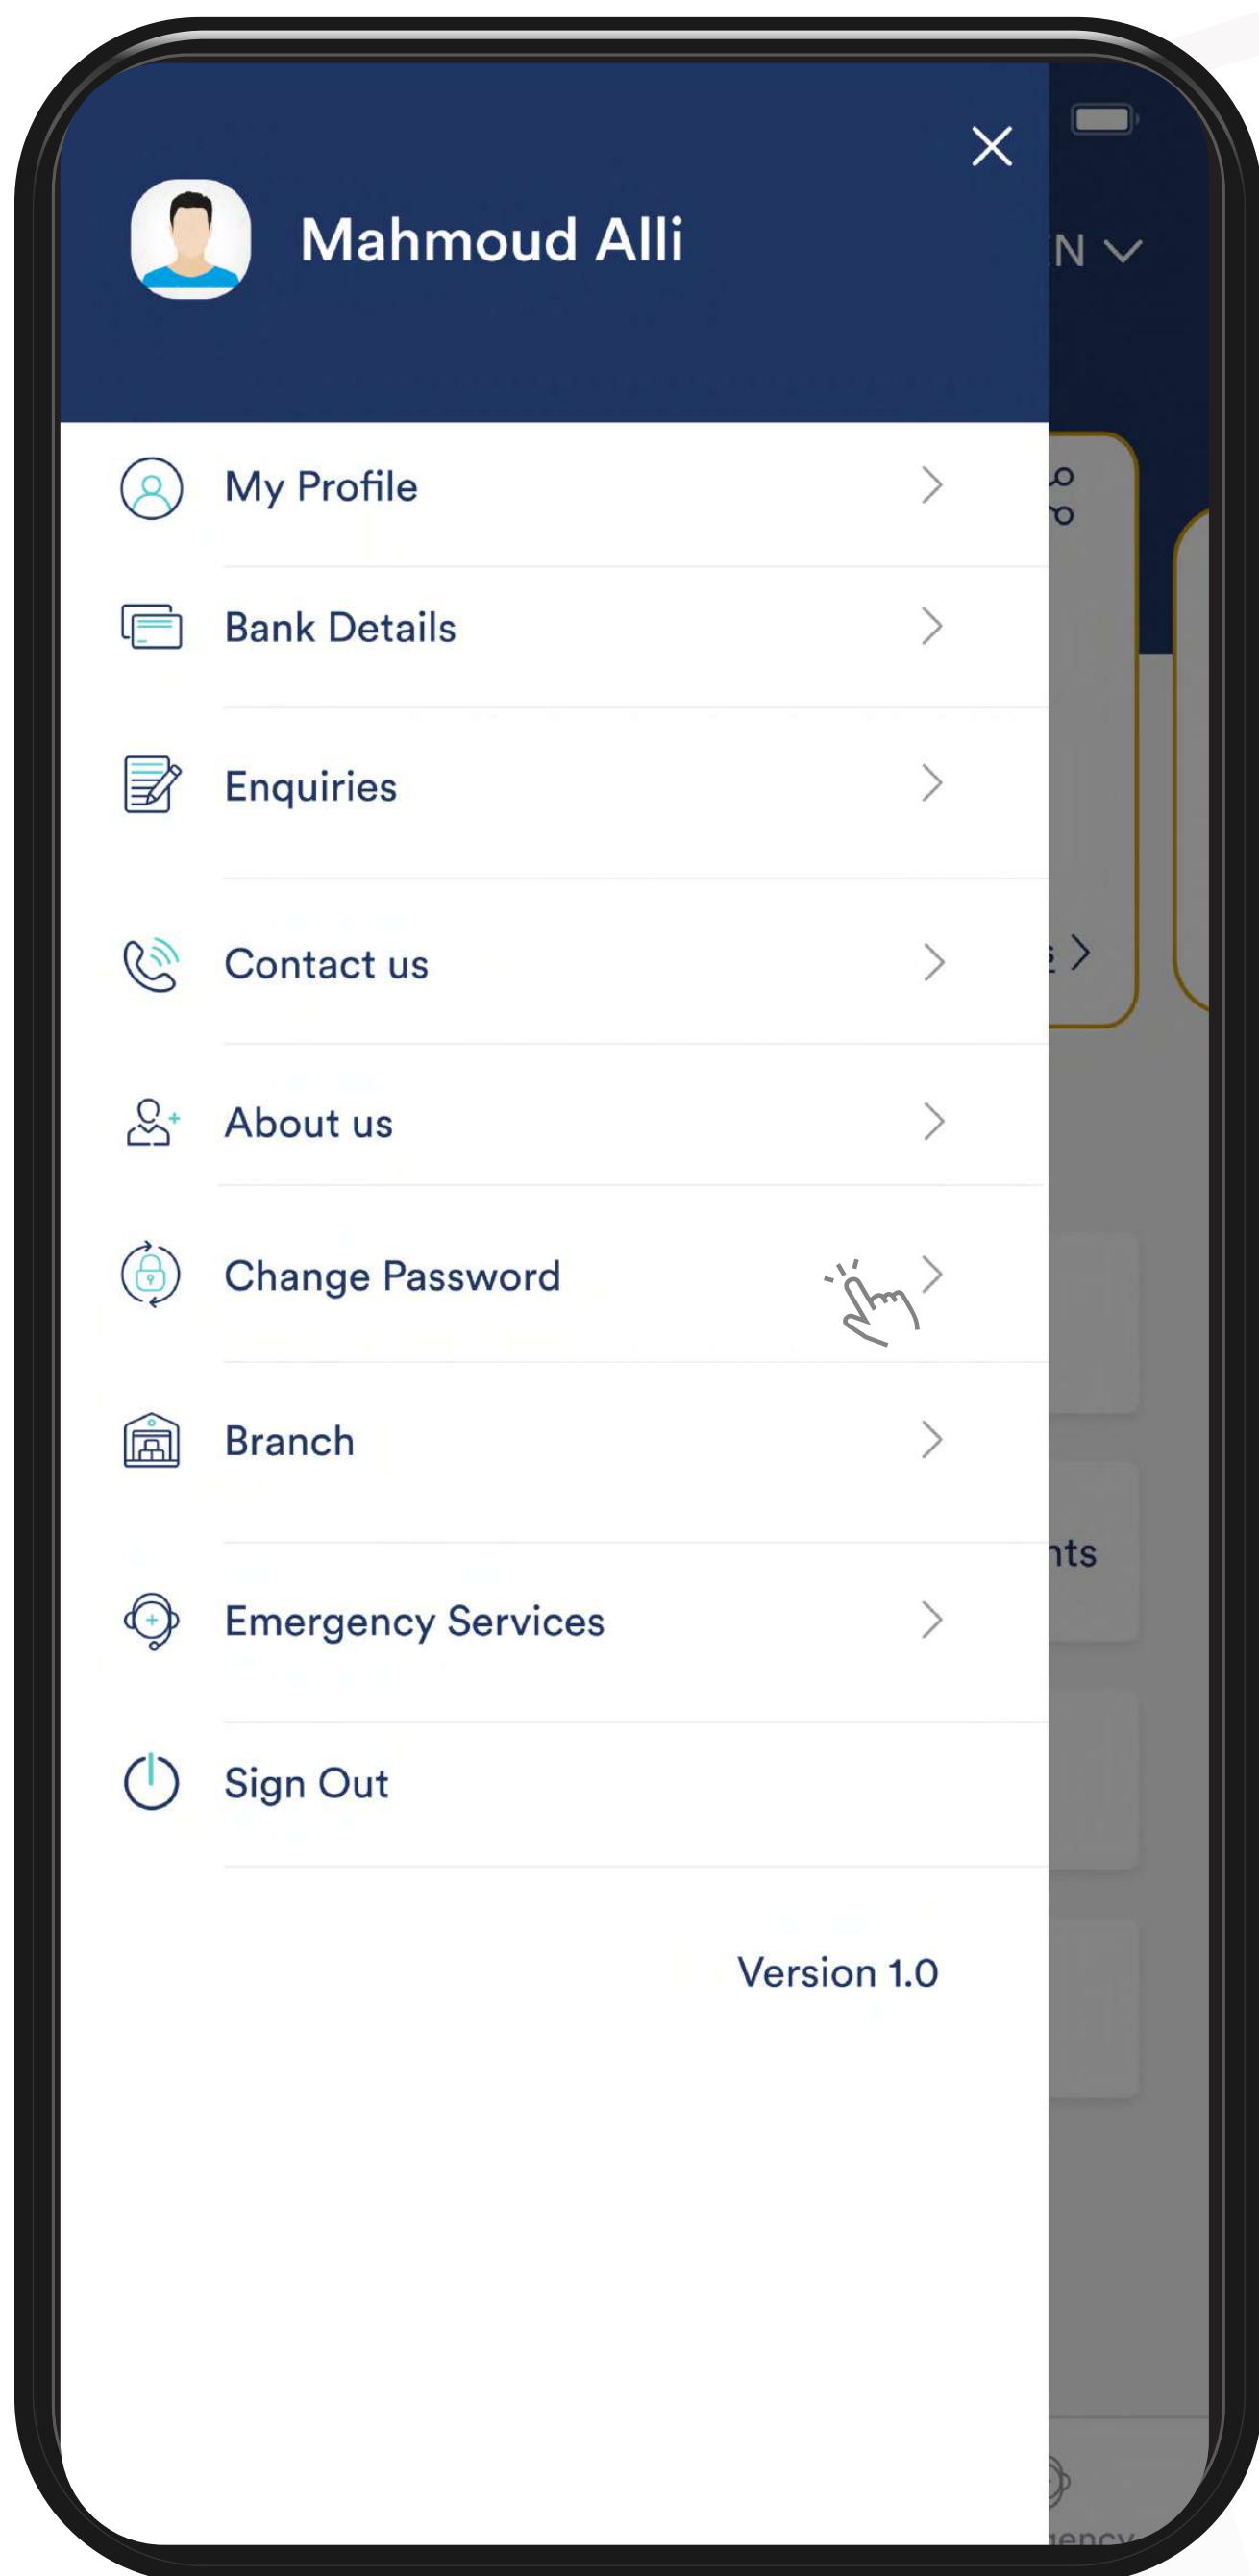 Mahmoud Alli
My Profile
Bank Details
Enquiries
Contact us
About us
Change Password
Branch
Emergency Services
Sign Out
Version 1.0